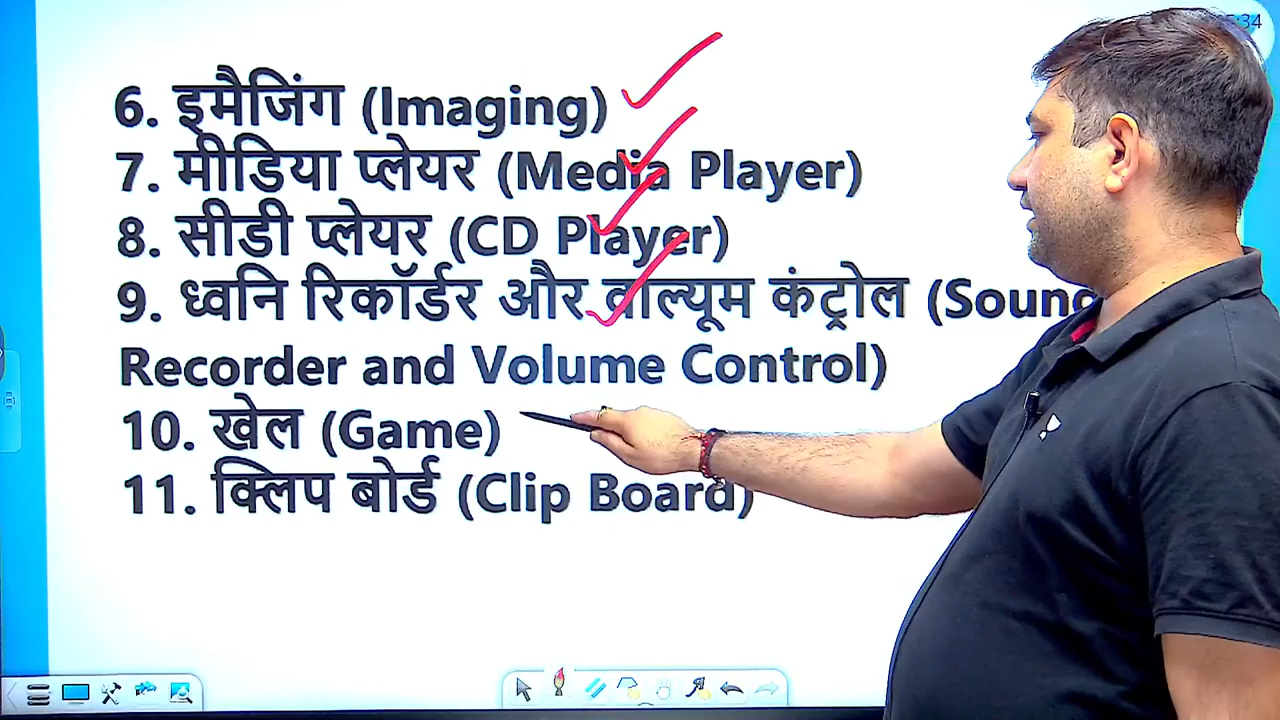 6. इमैजिंग (Imaging)
7. मीडिया प्लेयर (Media Player)
8. सीडी प्लेयर (CD Player)
9. ध्वनि रिकॉर्डर और वाल्यूम कंट्रोल (Sound
Recorder and Volume Control)
10. खेल (Game)
11. क्लिप बोर्ड (Clip Board)